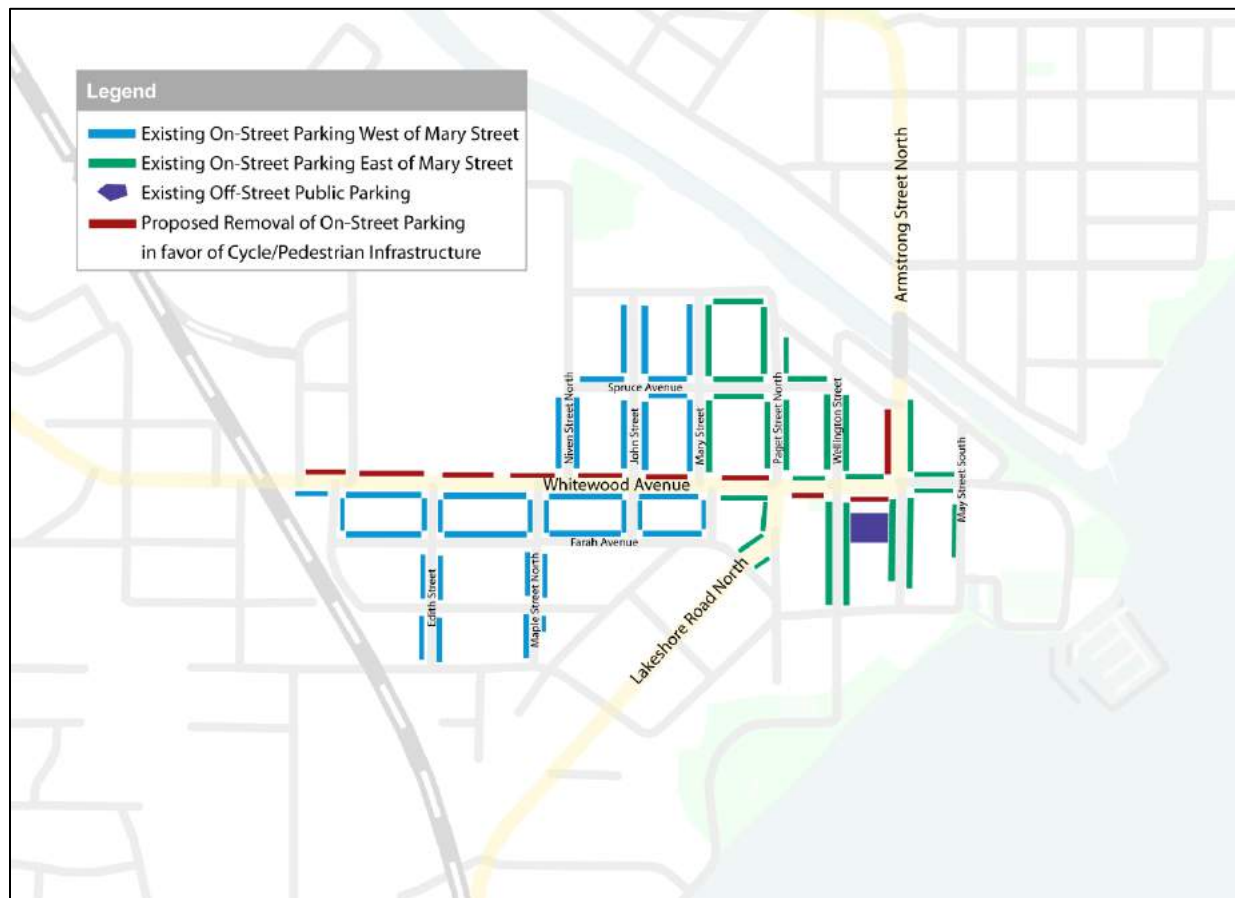 Legend
Existing On-Street Parking West of Mary Street
Existing On-Street Parking East of Mary Street
Existing Off-Street Public Parking
Proposed Removal of On-Street Parking
in favor of Cycle/Pedestrian Infrastructure
Armstrong Street North
Spruce Avenue
Niven Street North
John Street
Mary Street
Paget Street North
Wellington Street
May Street South
Whitewood Avenue
Farah Avenue
Edith Street
Maple Street North
Lakeshore Road North